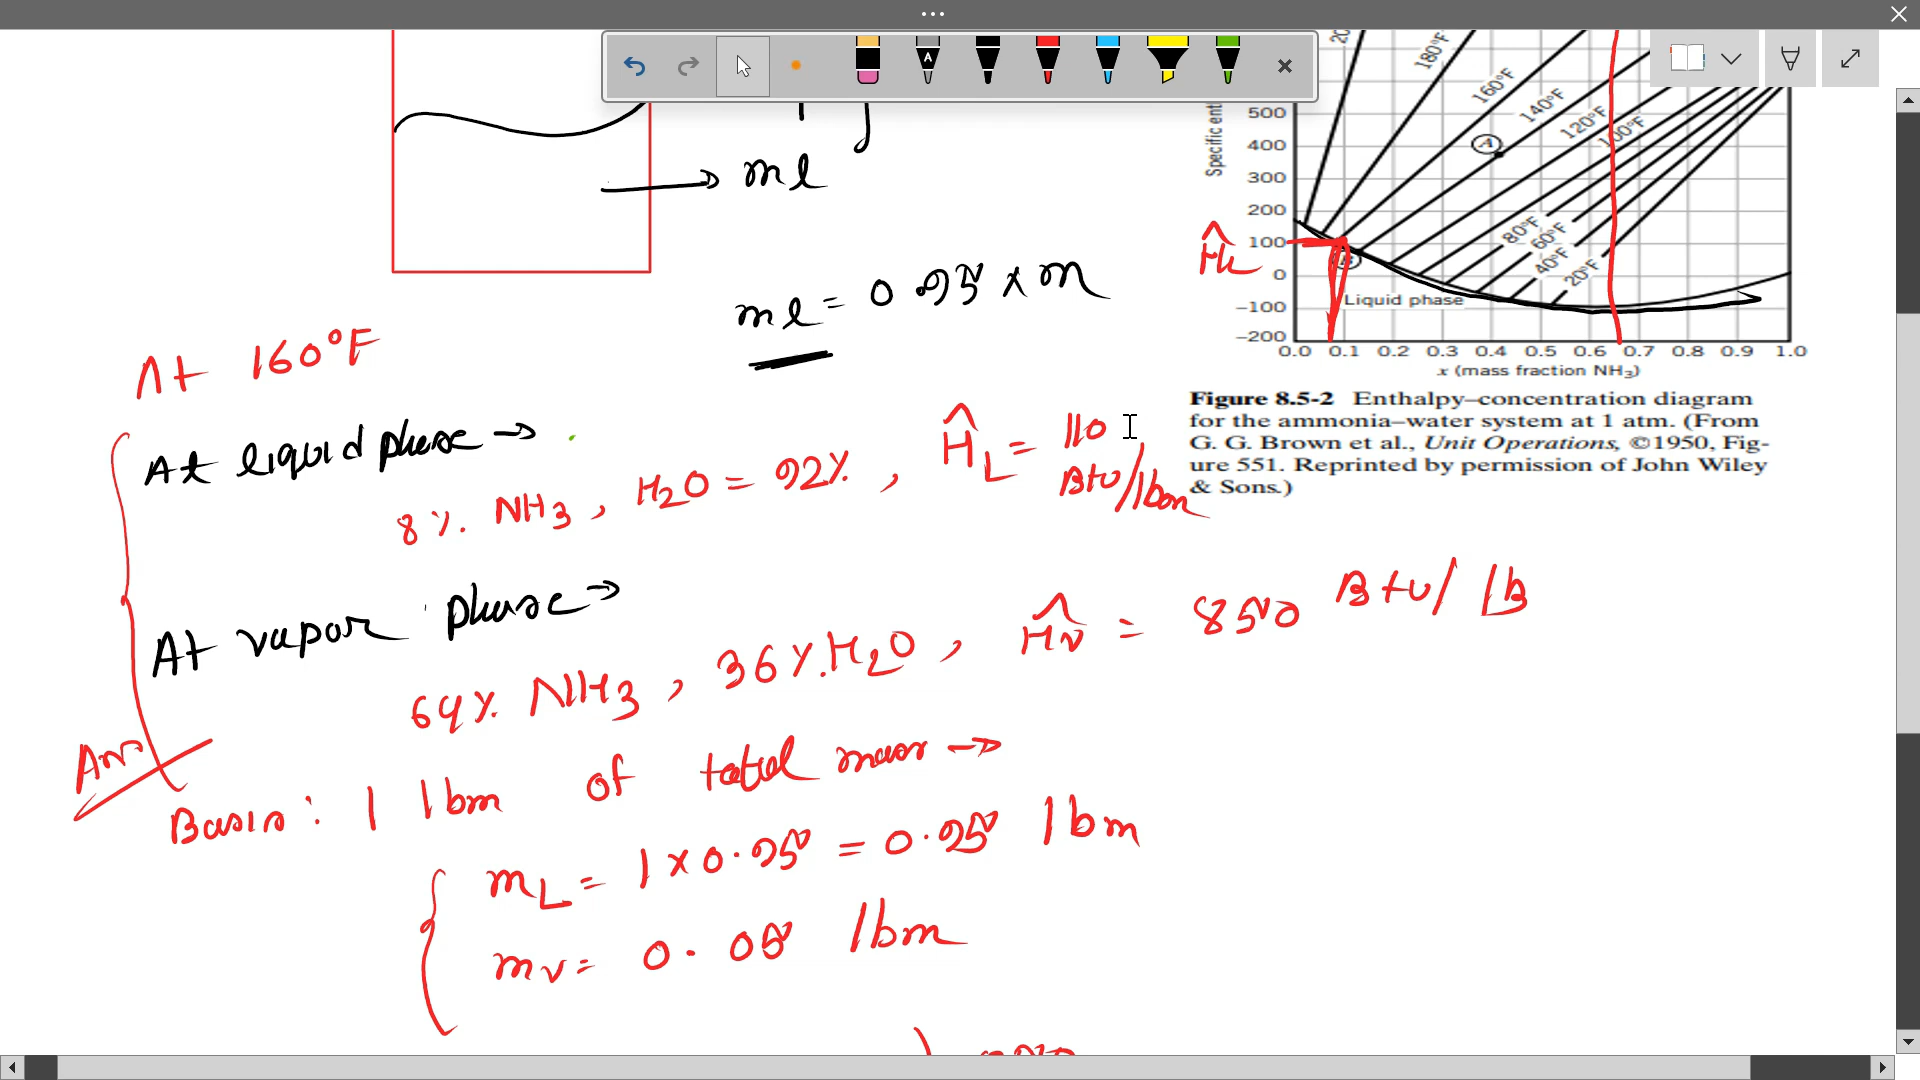 ml
ml = 0.95 x m
At 160°F
At liquid phase →
8 %. NH3, H2O = 92%, ĤL = 110 Btu/lbm
At vapor phase →
64%. NH3, 36%.H2O, Ĥv = 850 Btu/lB
Ans
Basis: 1 lbm of total mass →
mL = 1 x 0.95 = 0.95 lbm
mv = 0.05 lbm
Specific ent
500
400
300
200
100
0
−100
−200
20
180°F
160°F
140°F
120°F
100°F
80°F
60°F
40°F
20°F
A
B
ĤL
Liquid phase
0.0 0.1 0.2 0.3 0.4 0.5 0.6 0.7 0.8 0.9 1.0
x (mass fraction NH3)
Figure 8.5-2 Enthalpy–concentration diagram
for the ammonia–water system at 1 atm. (From
G. G. Brown et al., Unit Operations, ©1950, Fig-
ure 551. Reprinted by permission of John Wiley
& Sons.)